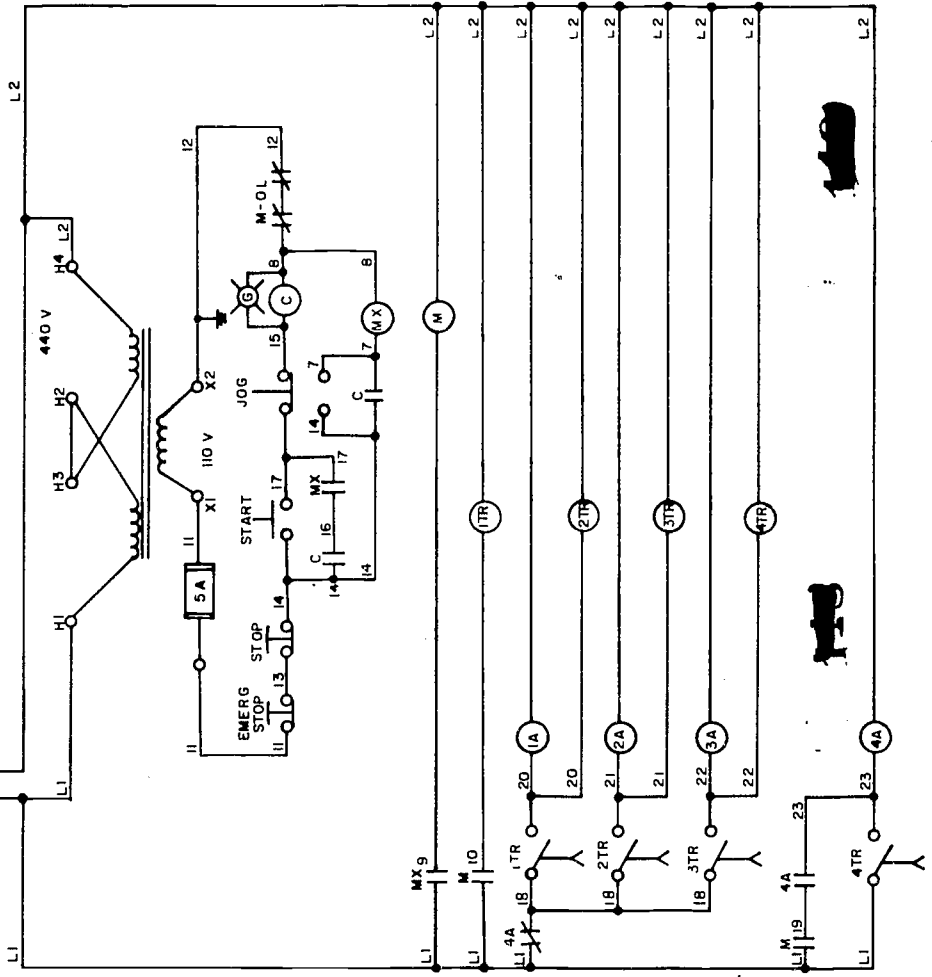 L2
L2
440 V
H1
H3
H2
H4
L1
L2
110 V
X1
X2
11
5A
11
12
EMERG
STOP
STOP
START
JOG
G
M-OL
11
13
14
17
15
C
8
12
C
16
MX
14
17
14
7
14
C
7
MX
8
L1
MX
9
M
L2
M
10
1TR
L2
4A
L1
18
1TR
20
1A
L2
20
2TR
L2
18
2TR
21
2A
L2
21
3TR
L2
18
3TR
22
3A
L2
22
4TR
L2
L1
M
19
4A
23
L1
4TR
23
4A
L2